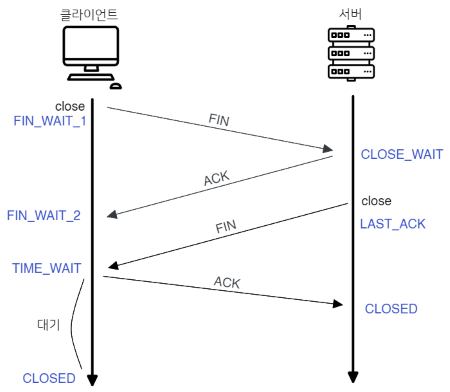 클라이언트
서버
close
FIN_WAIT_1
FIN
CLOSE_WAIT
ACK
close
FIN_WAIT_2
FIN
LAST_ACK
TIME_WAIT
ACK
CLOSED
대기
CLOSED